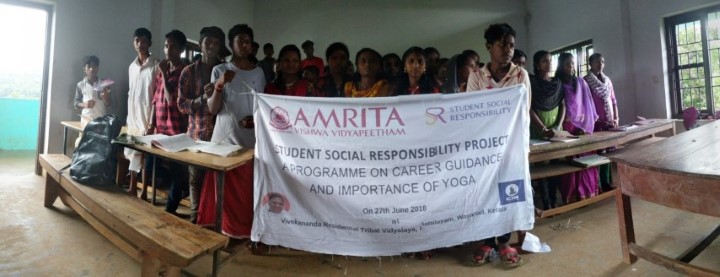 AMRITA
VISHWA VIDYAPEETHAM
SR STUDENT SOCIAL
RESPONSIBILITY
STUDENT SOCIAL RESPONSIBILITY PROJECT
A PROGRAMME ON CAREER GUIDANCE
AND IMPORTANCE OF YOGA
On 27th June 2016
at
Vivekananda Residential Tribal Vidyalaya, Kerala